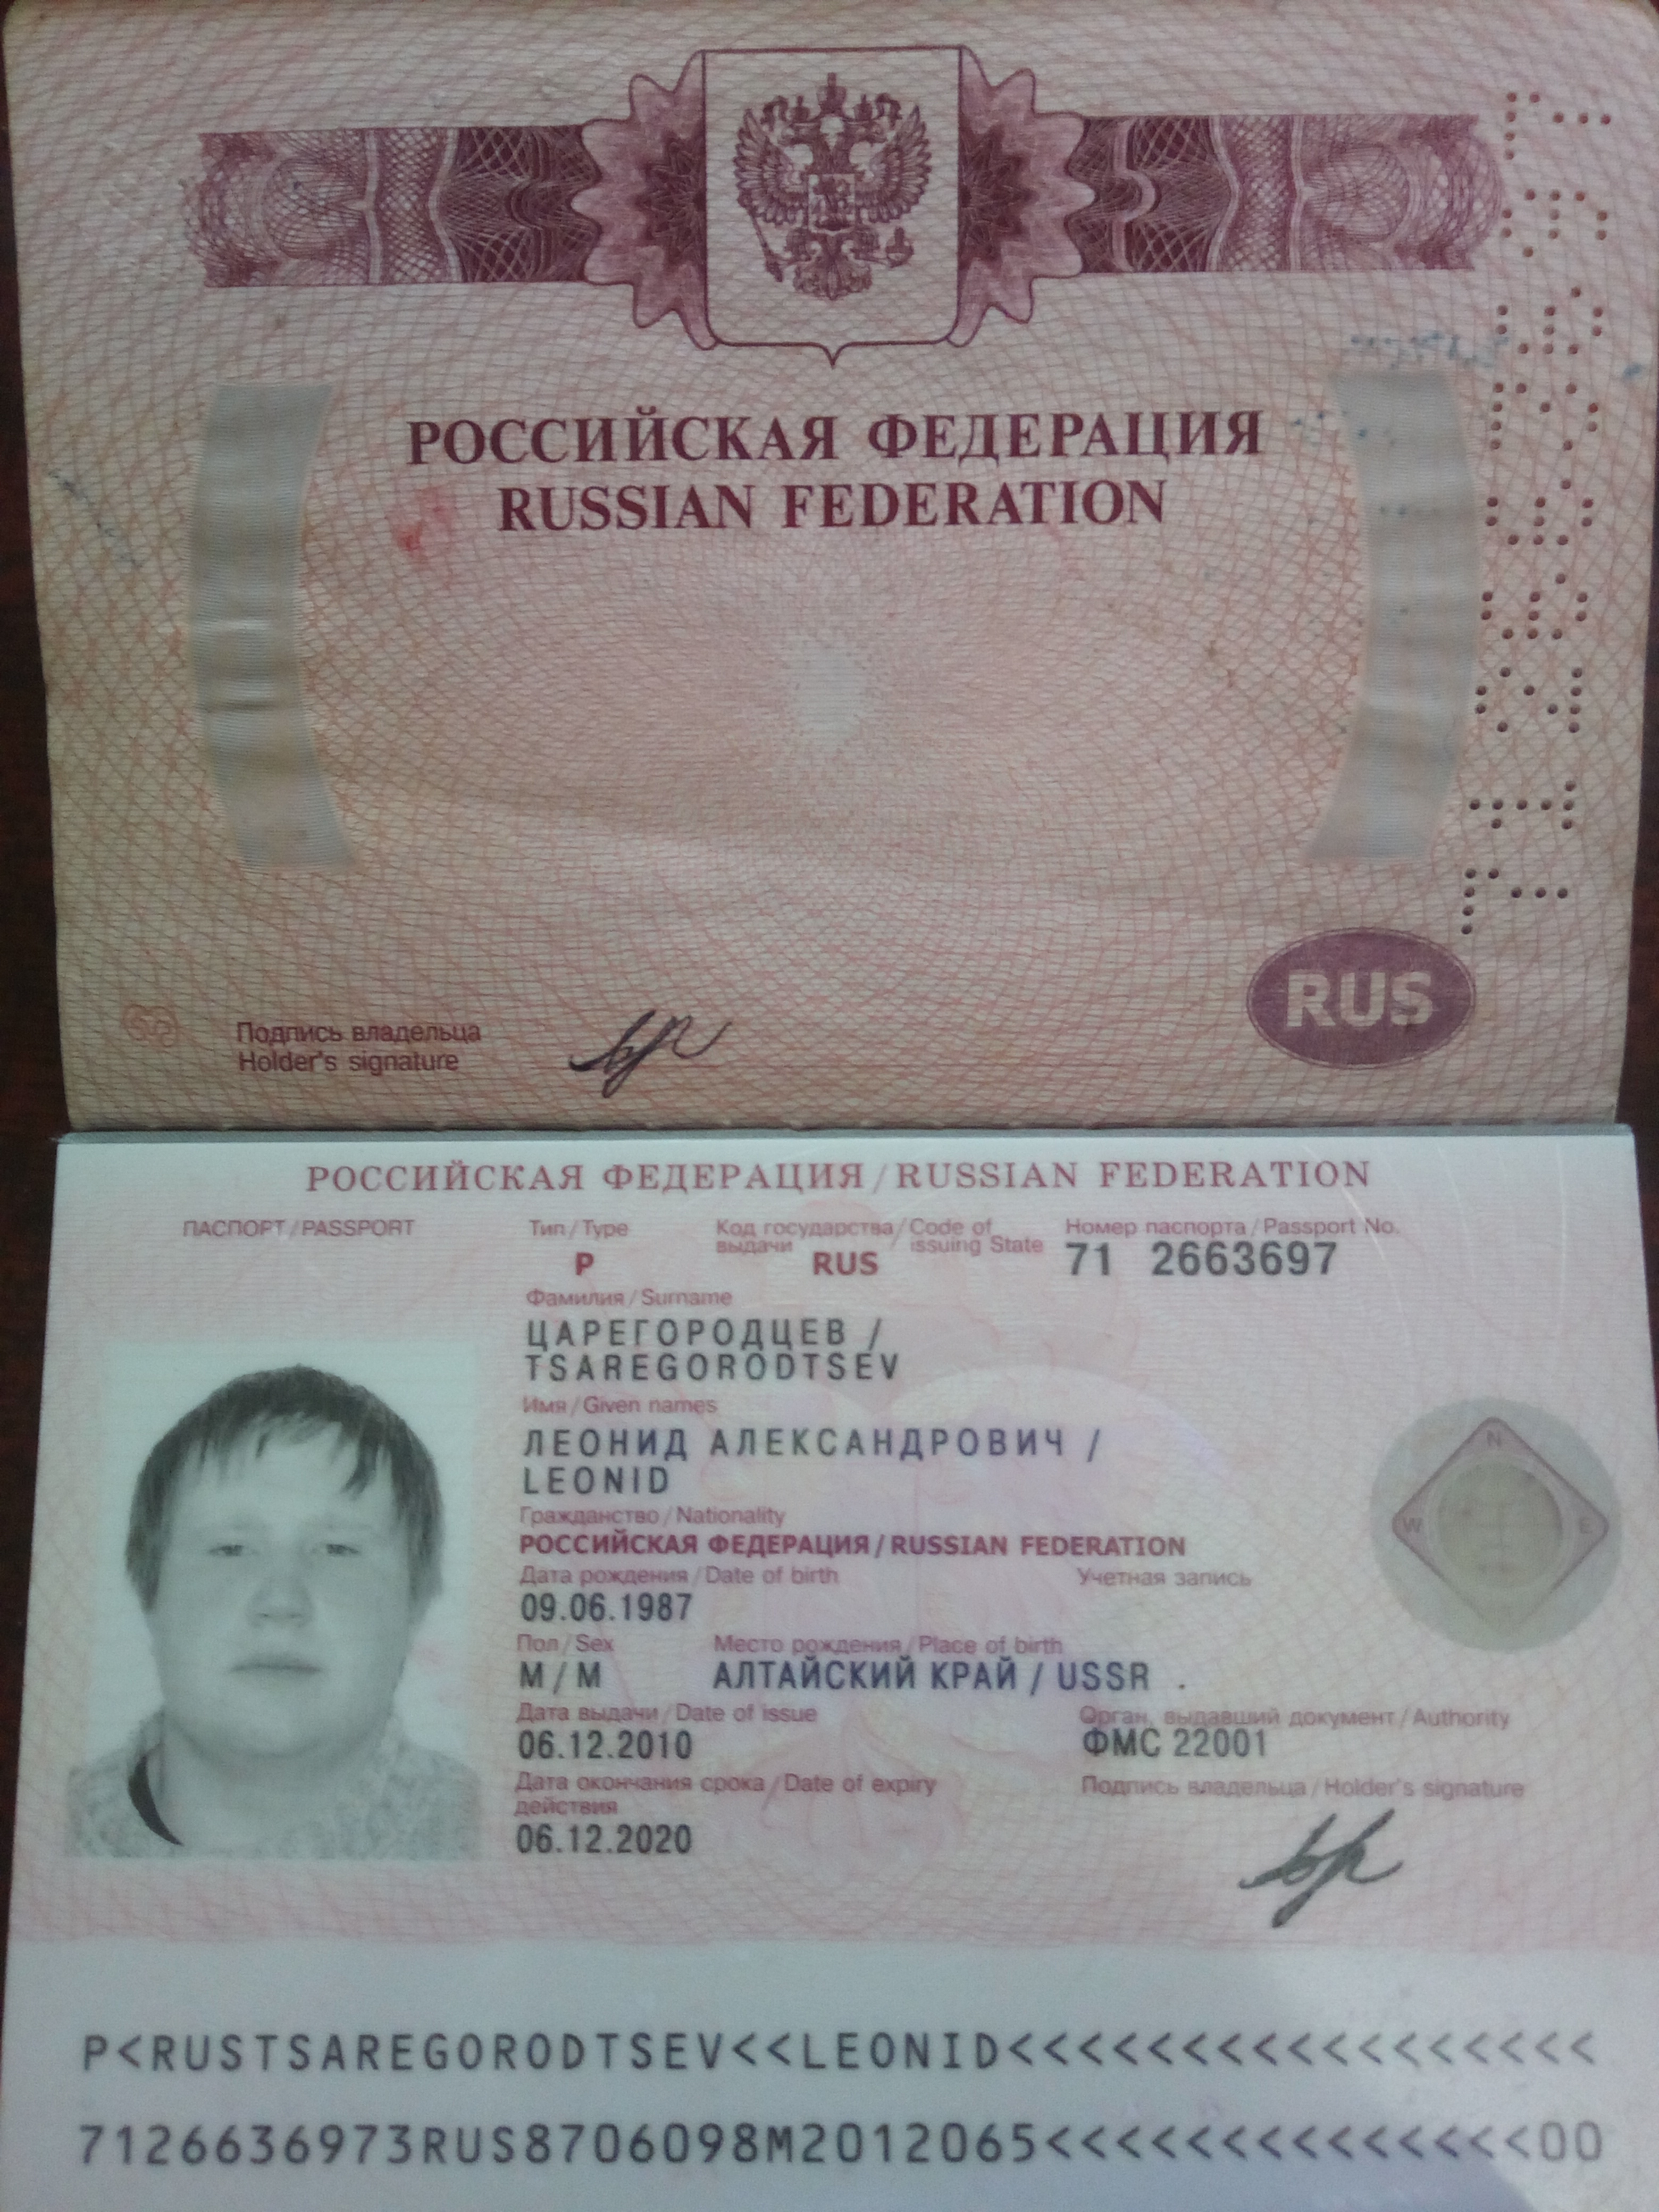 РОССИЙСКАЯ ФЕДЕРАЦИЯ
RUSSIAN FEDERATION
RUS
Подпись владельца
Holder's signature
РОССИЙСКАЯ ФЕДЕРАЦИЯ / RUSSIAN FEDERATION
ПАСПОРТ / PASSPORT Тип / Type Код государства / Code of Номер паспорта / Passport No.
выдачи issuing State
P RUS 71 2663697
Фамилия / Surname
ЦАРЕГОРОДЦЕВ /
TSAREGORODTSEV
Имя / Given names
ЛЕОНИД АЛЕКСАНДРОВИЧ /
LEONID
N
W E
Гражданство / Nationality
РОССИЙСКАЯ ФЕДЕРАЦИЯ / RUSSIAN FEDERATION
Дата рождения / Date of birth Учетная запись
09.06.1987
Пол / Sex Место рождения / Place of birth
М / M АЛТАЙСКИЙ КРАЙ / USSR .
Дата выдачи / Date of issue Орган, выдавший документ / Authority
06.12.2010 ФМС 22001
Дата окончания срока / Date of expiry Подпись владельца / Holder's signature
действия
06.12.2020
P<RUSTSAREGORODTSEV<<LEONID<<<<<<<<<<<<<<<<<
7126636973RUS8706098M2012065<<<<<<<<<<<<<<00